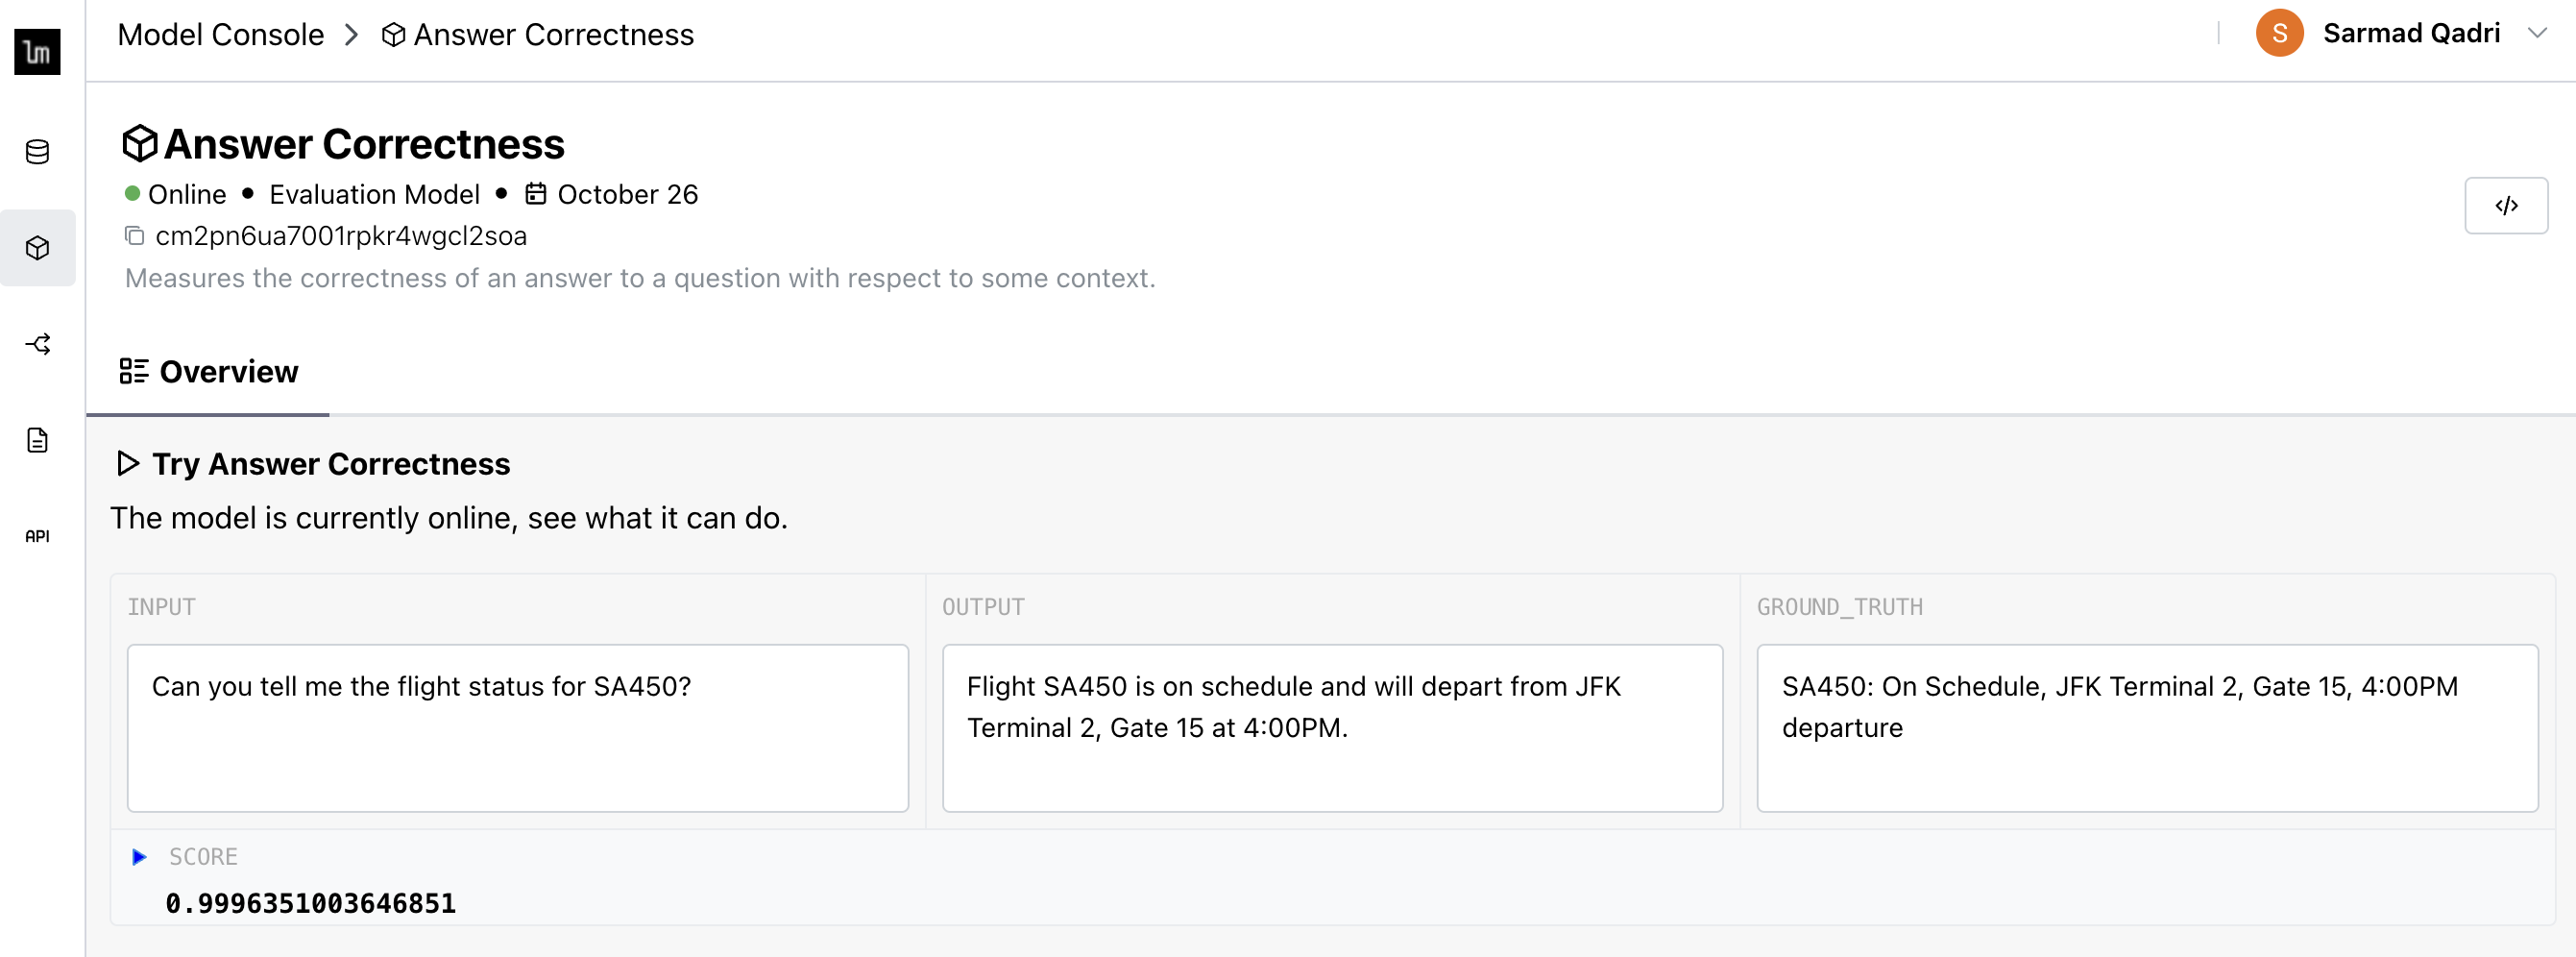 lm
Model Console > Answer Correctness
S Sarmad Qadri
Answer Correctness
Online • Evaluation Model • October 26
cm2pn6ua7001rpkr4wgcl2soa
Measures the correctness of an answer to a question with respect to some context.
</>
Overview
API
Try Answer Correctness
The model is currently online, see what it can do.
INPUT
Can you tell me the flight status for SA450?
OUTPUT
Flight SA450 is on schedule and will depart from JFK
Terminal 2, Gate 15 at 4:00PM.
GROUND_TRUTH
SA450: On Schedule, JFK Terminal 2, Gate 15, 4:00PM
departure
SCORE
0.9996351003646851